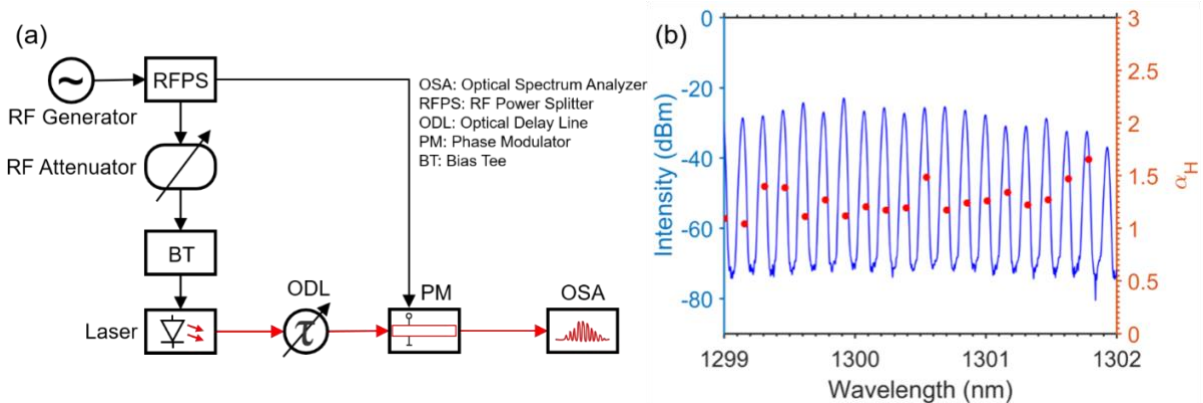 (a)
RFPS
RF Generator
RF Attenuator
OSA: Optical Spectrum Analyzer
RFPS: RF Power Splitter
ODL: Optical Delay Line
PM: Phase Modulator
BT: Bias Tee
BT
ODL
PM
OSA
Laser
τ
(b)
0
-20
-40
-60
-80
Intensity (dBm)
3
2.5
2
1.5
1
0.5
0
αH
1299
1300
1301
1302
Wavelength (nm)